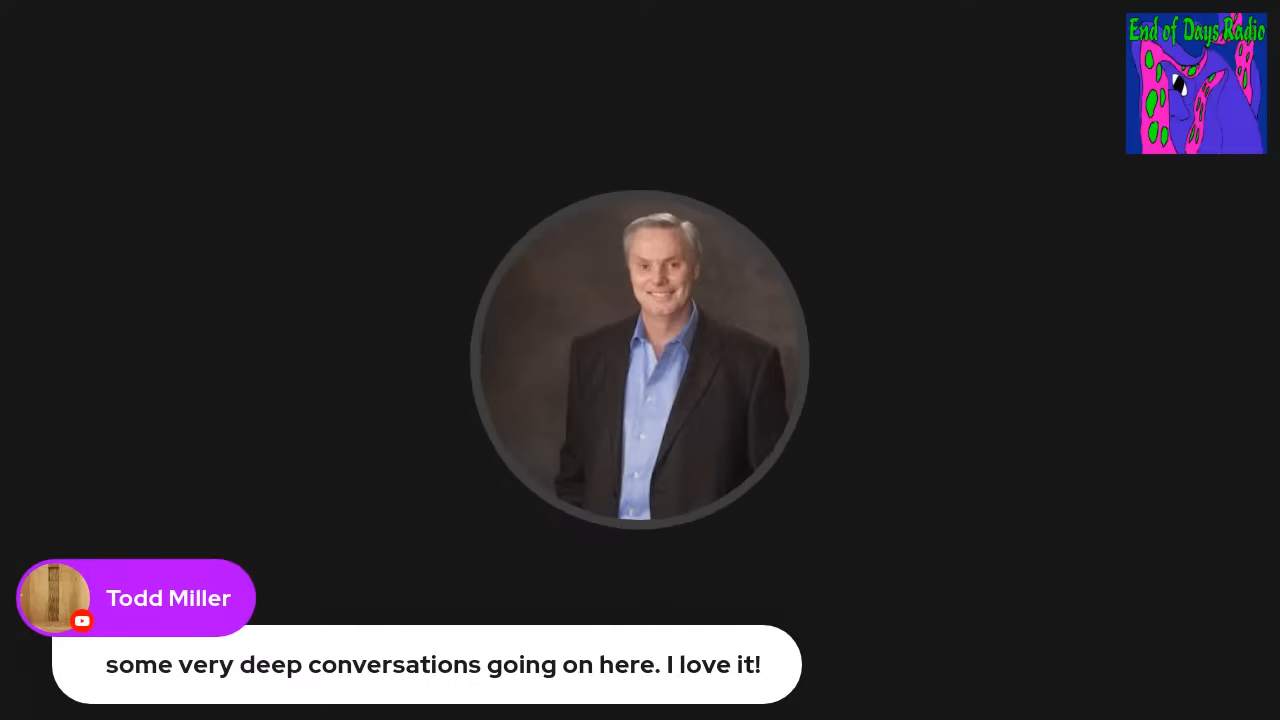 End of Days Radio
Todd Miller
some very deep conversations going on here. I love it!